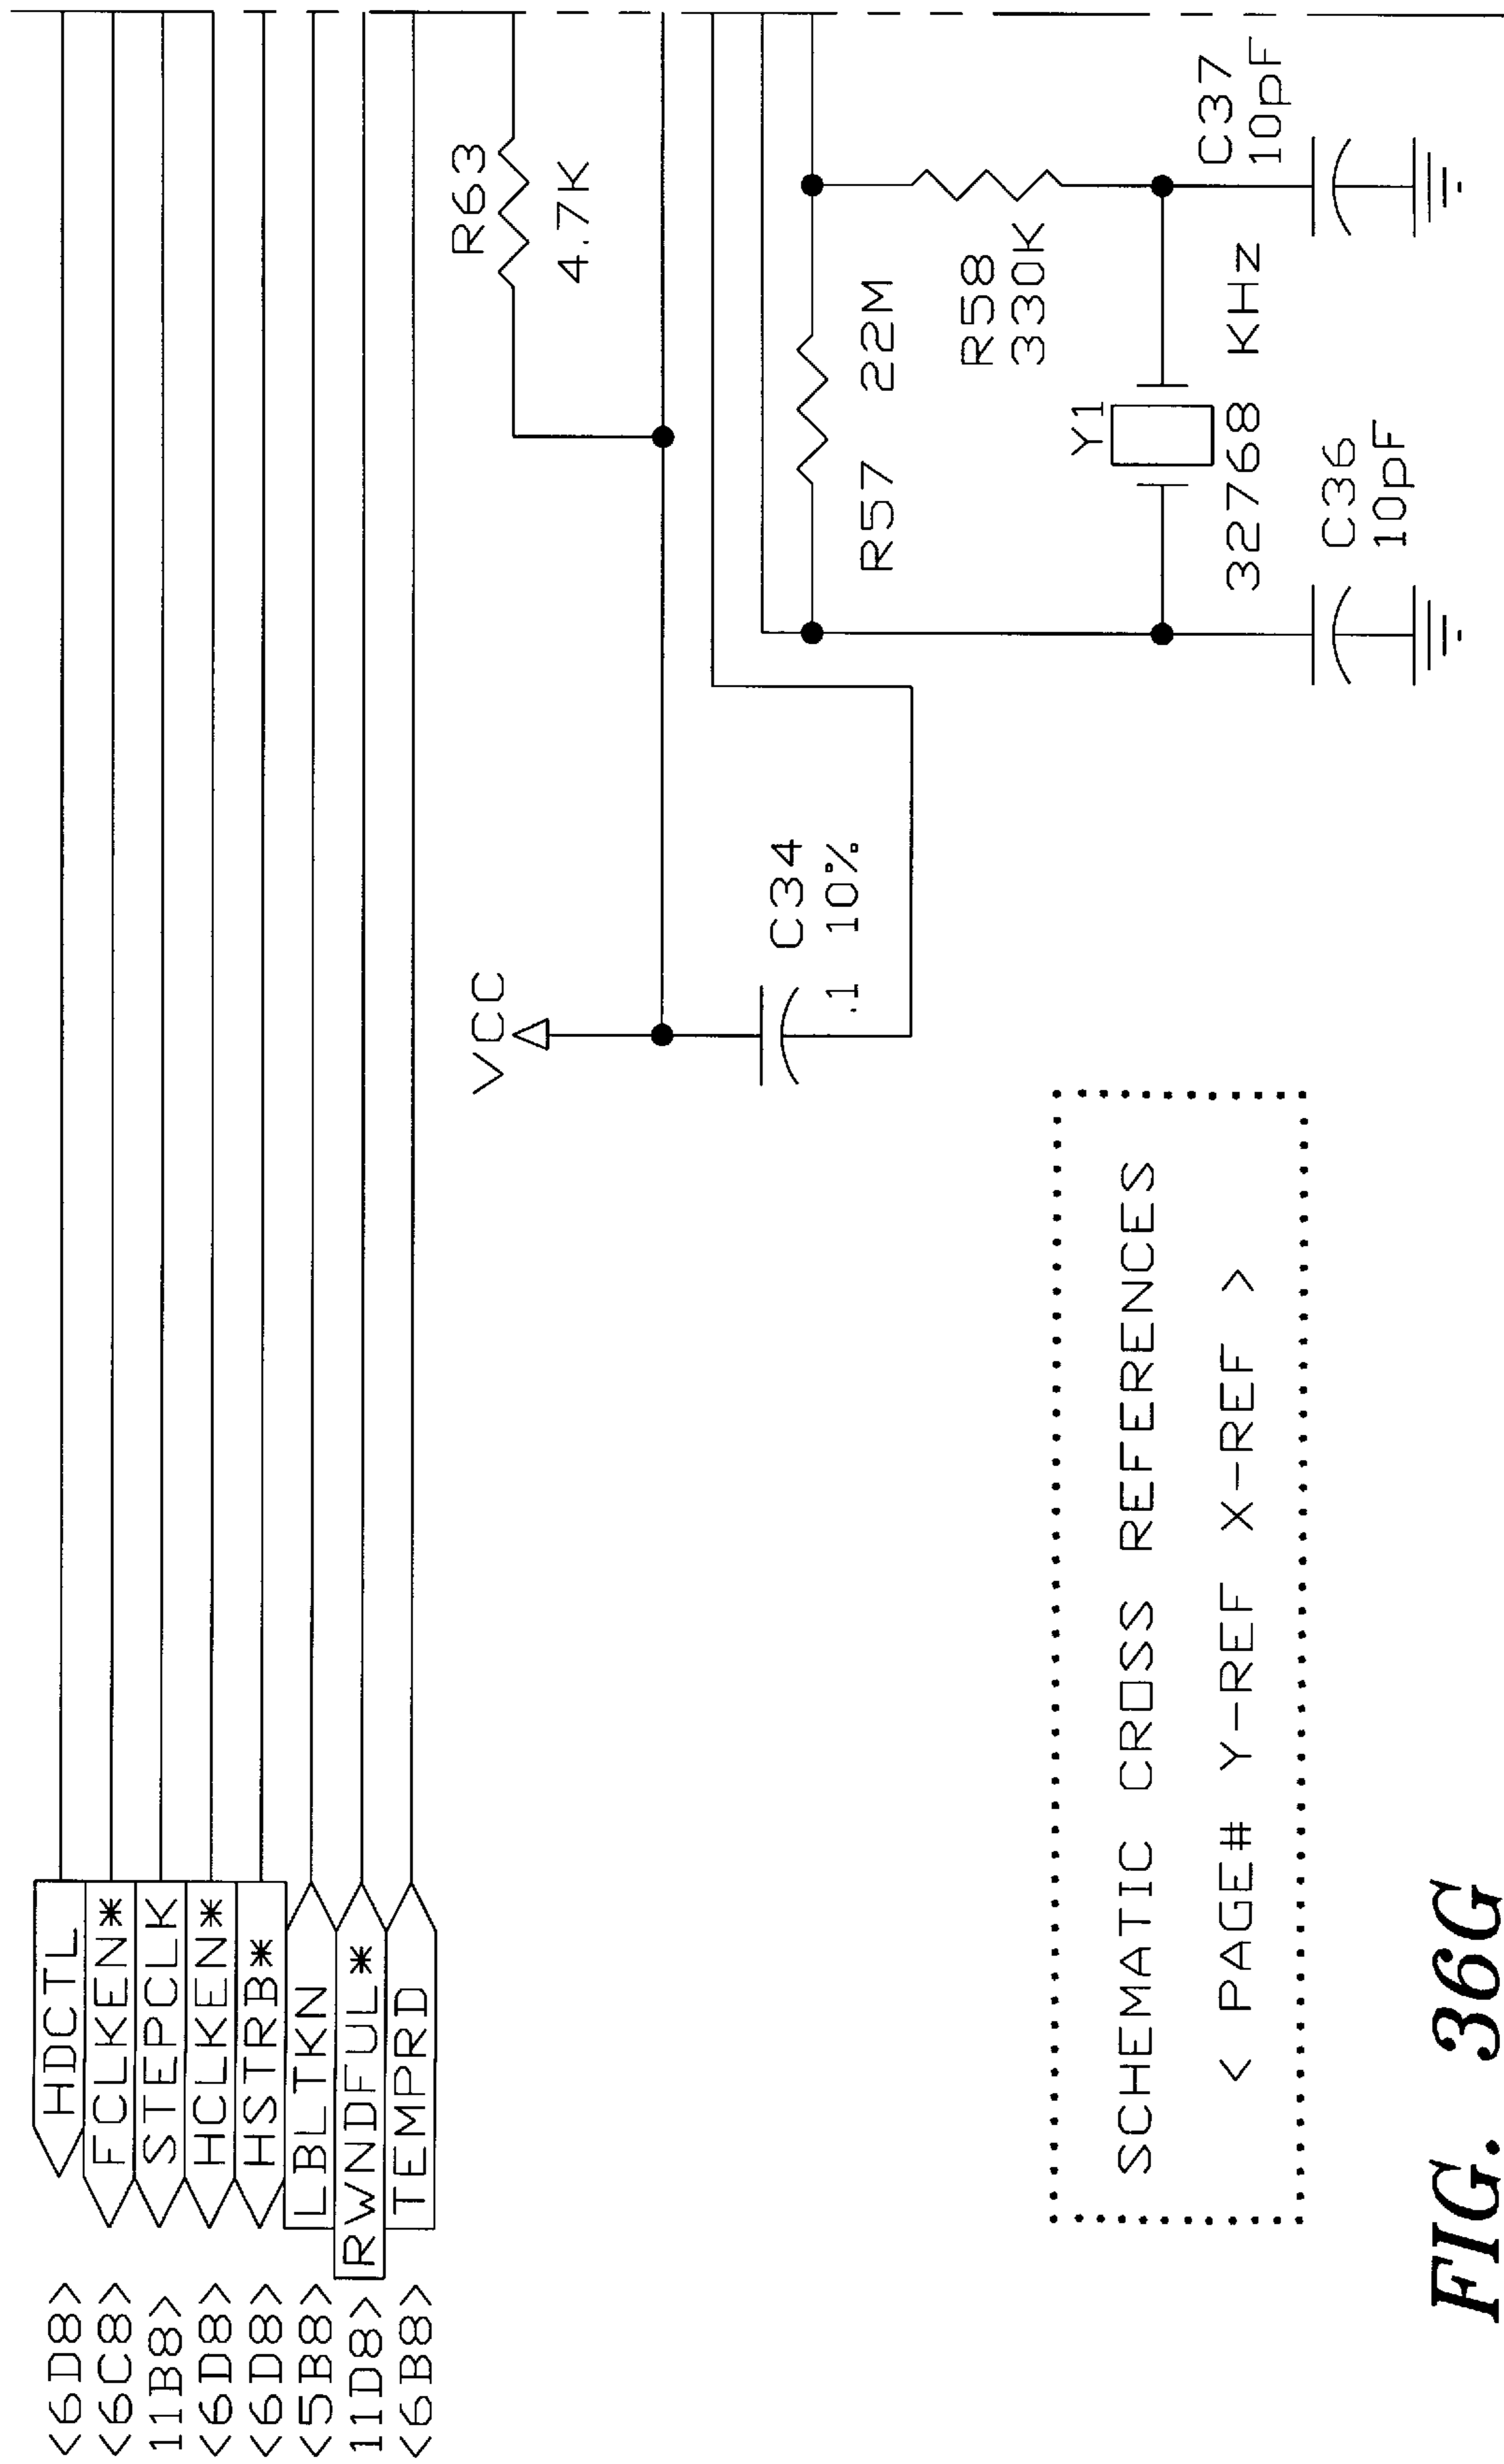 <6D8> HDCTL
<6C8> FCLKEN*
11B8> STEPCLK
<6D8> HCLKEN*
<6D8> HSTRB*
<5B8> LBLTKN
11D8> RWNDFUL*
<6B8> TEMPRD
VCC
R63
4.7K
C34
.1 10%
R57 22M
R58
330K
Y1
32768 KHz
C37
10pF
C36
10pF
SCHEMATIC CROSS REFERENCES
< PAGE# Y-REF X-REF >
FIG. 36G